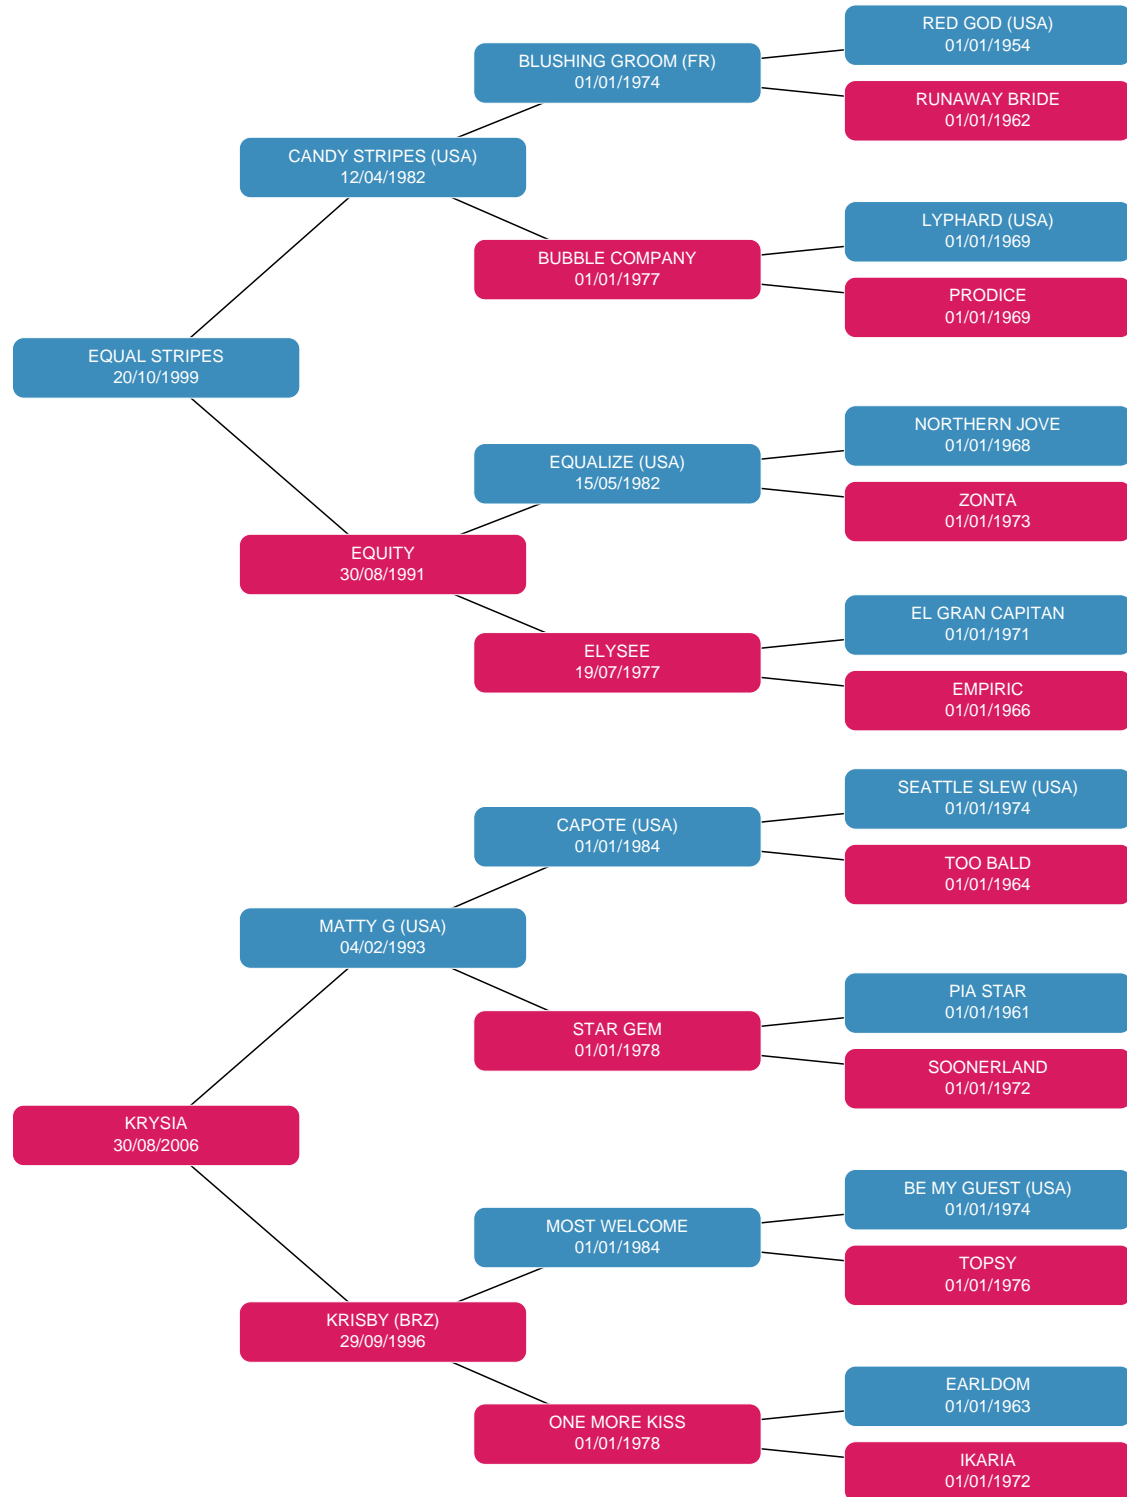 RED GOD (USA)
01/01/1954
BLUSHING GROOM (FR)
01/01/1974
RUNAWAY BRIDE
01/01/1962
CANDY STRIPES (USA)
12/04/1982
LYPHARD (USA)
01/01/1969
BUBBLE COMPANY
01/01/1977
PRODICE
01/01/1969
EQUAL STRIPES
20/10/1999
NORTHERN JOVE
01/01/1968
EQUALIZE (USA)
15/05/1982
ZONTA
01/01/1973
EQUITY
30/08/1991
EL GRAN CAPITAN
01/01/1971
ELYSEE
19/07/1977
EMPIRIC
01/01/1966
SEATTLE SLEW (USA)
01/01/1974
CAPOTE (USA)
01/01/1984
TOO BALD
01/01/1964
MATTY G (USA)
04/02/1993
PIA STAR
01/01/1961
STAR GEM
01/01/1978
SOONERLAND
01/01/1972
KRYSIA
30/08/2006
BE MY GUEST (USA)
01/01/1974
MOST WELCOME
01/01/1984
TOPSY
01/01/1976
KRISBY (BRZ)
29/09/1996
EARLDOM
01/01/1963
ONE MORE KISS
01/01/1978
IKARIA
01/01/1972